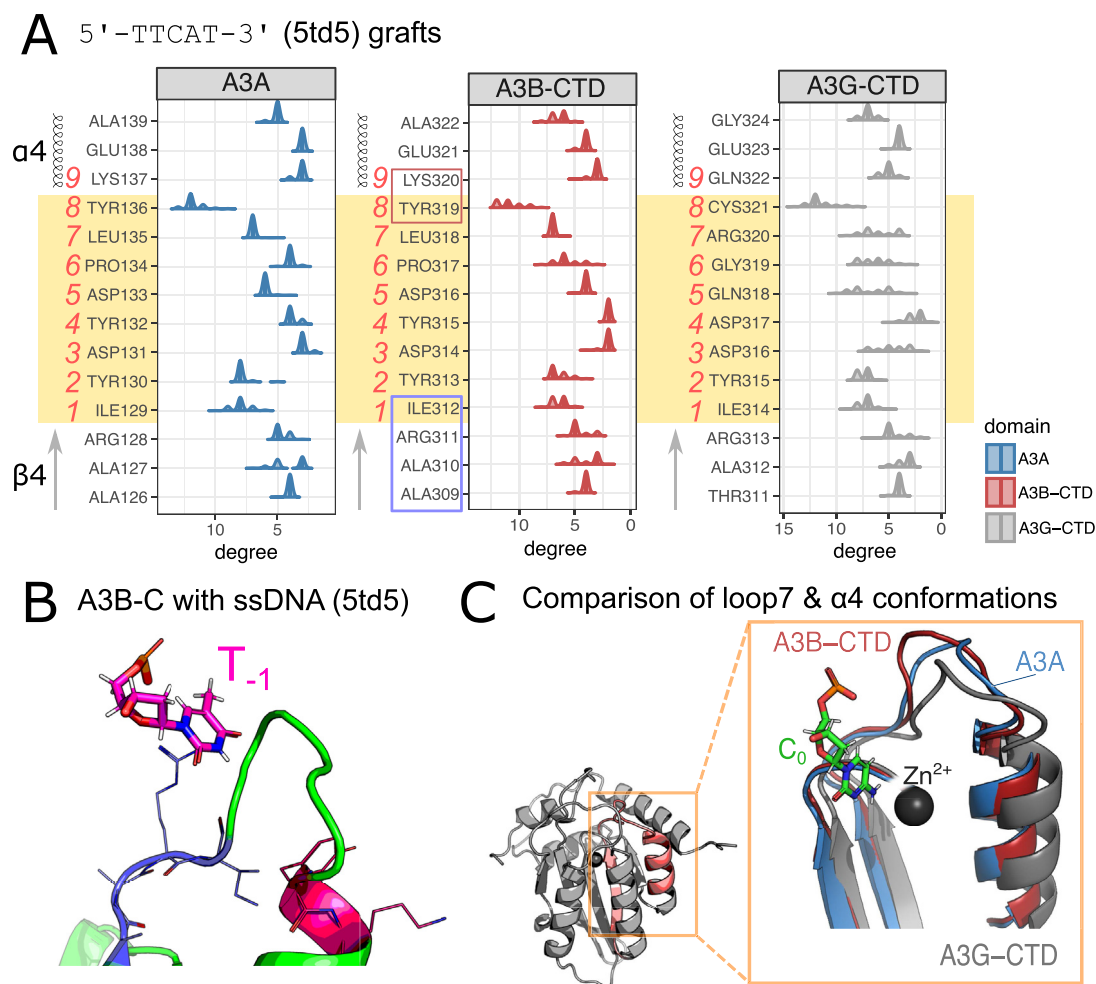 A 5'-TTCAT-3' (5td5) grafts
A3A
A3B-CTD
A3G-CTD
α4
ALA139
GLU138
9 LYS137
8 TYR136
7 LEU135
6 PRO134
5 ASP133
4 TYR132
3 ASP131
2 TYR130
1 ILE129
ARG128
β4
ALA127
ALA126
10 5
degree
ALA322
GLU321
9 LYS320
8 TYR319
7 LEU318
6 PRO317
5 ASP316
4 TYR315
3 ASP314
2 TYR313
1 ILE312
ARG311
ALA310
ALA309
10 5 0
degree
GLY324
GLU323
9 GLN322
8 CYS321
7 ARG320
6 GLY319
5 GLN318
4 ASP317
3 ASP316
2 TYR315
1 ILE314
ARG313
ALA312
THR311
15 10 5 0
degree
domain
A3A
A3B-CTD
A3G-CTD
B A3B-C with ssDNA (5td5)
T-1
C Comparison of loop7 & α4 conformations
A3B-CTD
A3A
C0
Zn2+
A3G-CTD